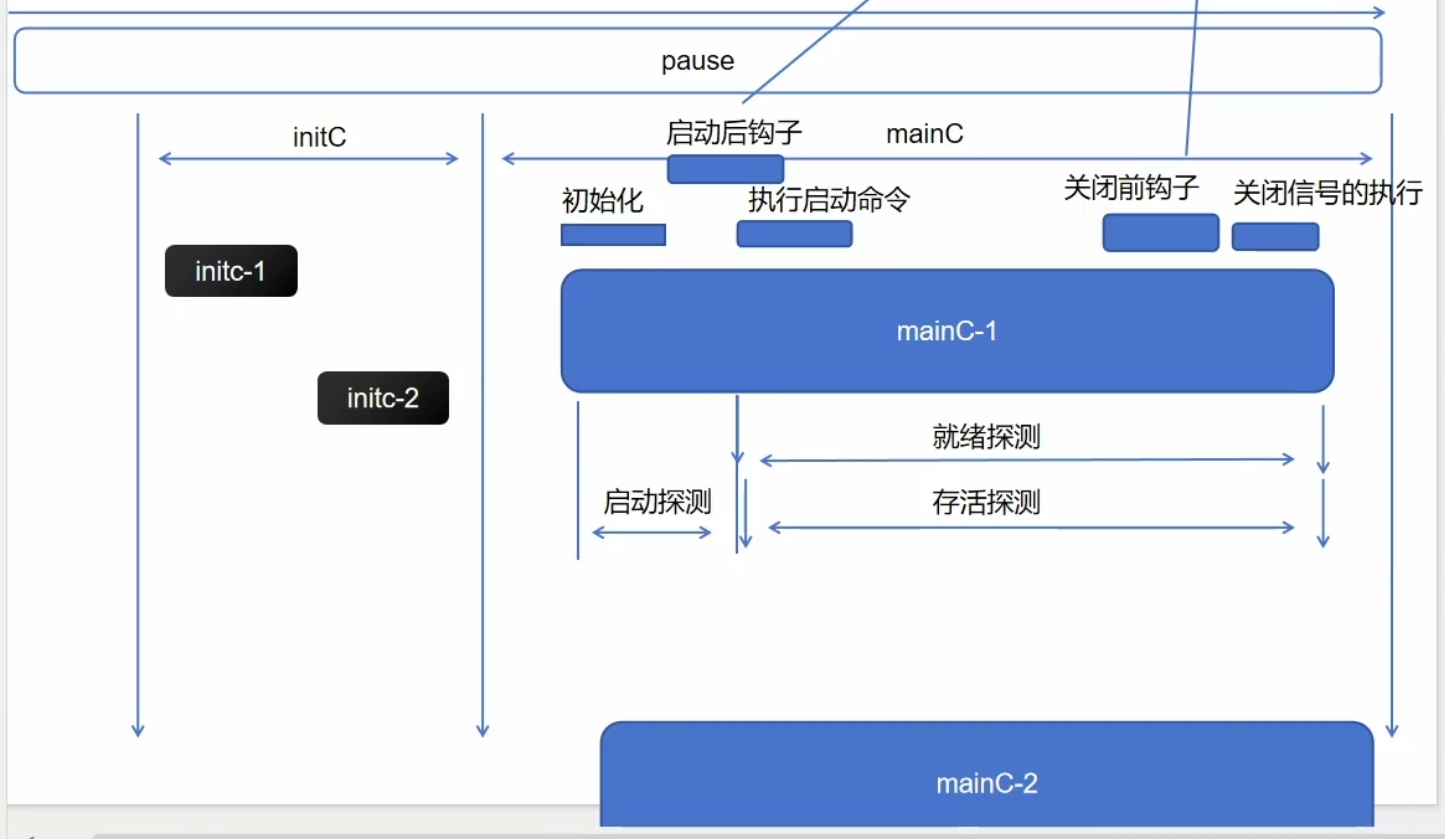 pause
initC
启动后钩子
mainC
初始化
执行启动命令
关闭前钩子
关闭信号的执行
initc-1
mainC-1
initc-2
就绪探测
启动探测
存活探测
mainC-2